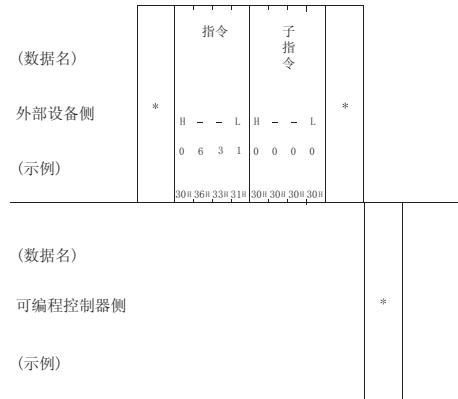 指令 子指令
(数据名)
外部设备侧 * *
H – – L H – – L
0 6 3 1 0 0 0 0
(示例)
30H 36H 33H 31H 30H 30H 30H 30H
(数据名)
可编程控制器侧 *
(示例)